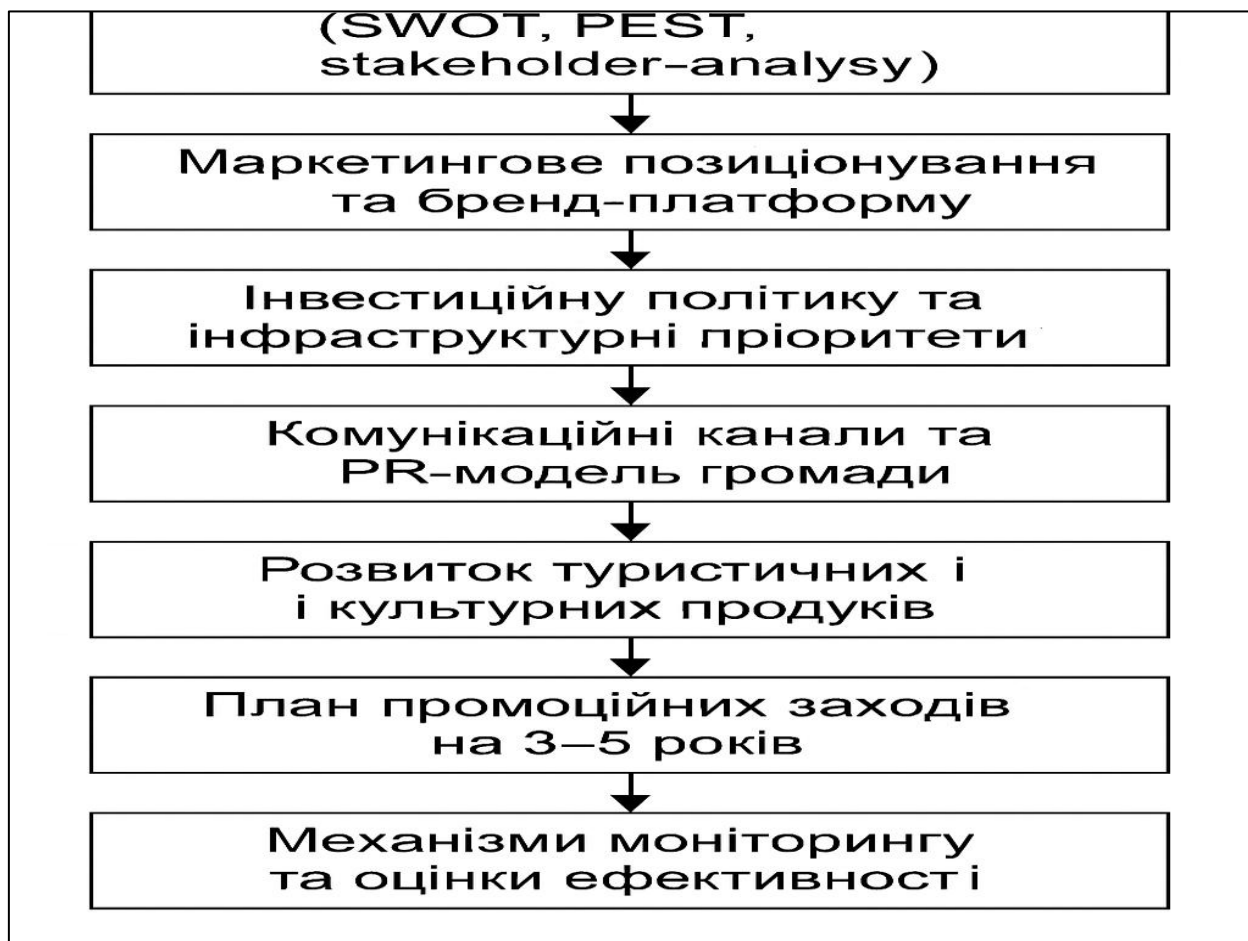 (SWOT, PEST,
stakeholder-analysy)
Маркетингове позиціонування
та бренд-платформу
Інвестиційну політику та
інфраструктурні пріоритети
Комунікаційні канали та
PR-модель громади
Розвиток туристичних і
і культурних продуків
План промоційних заходів
на 3–5 років
Механізми моніторингу
та оцінки ефективності